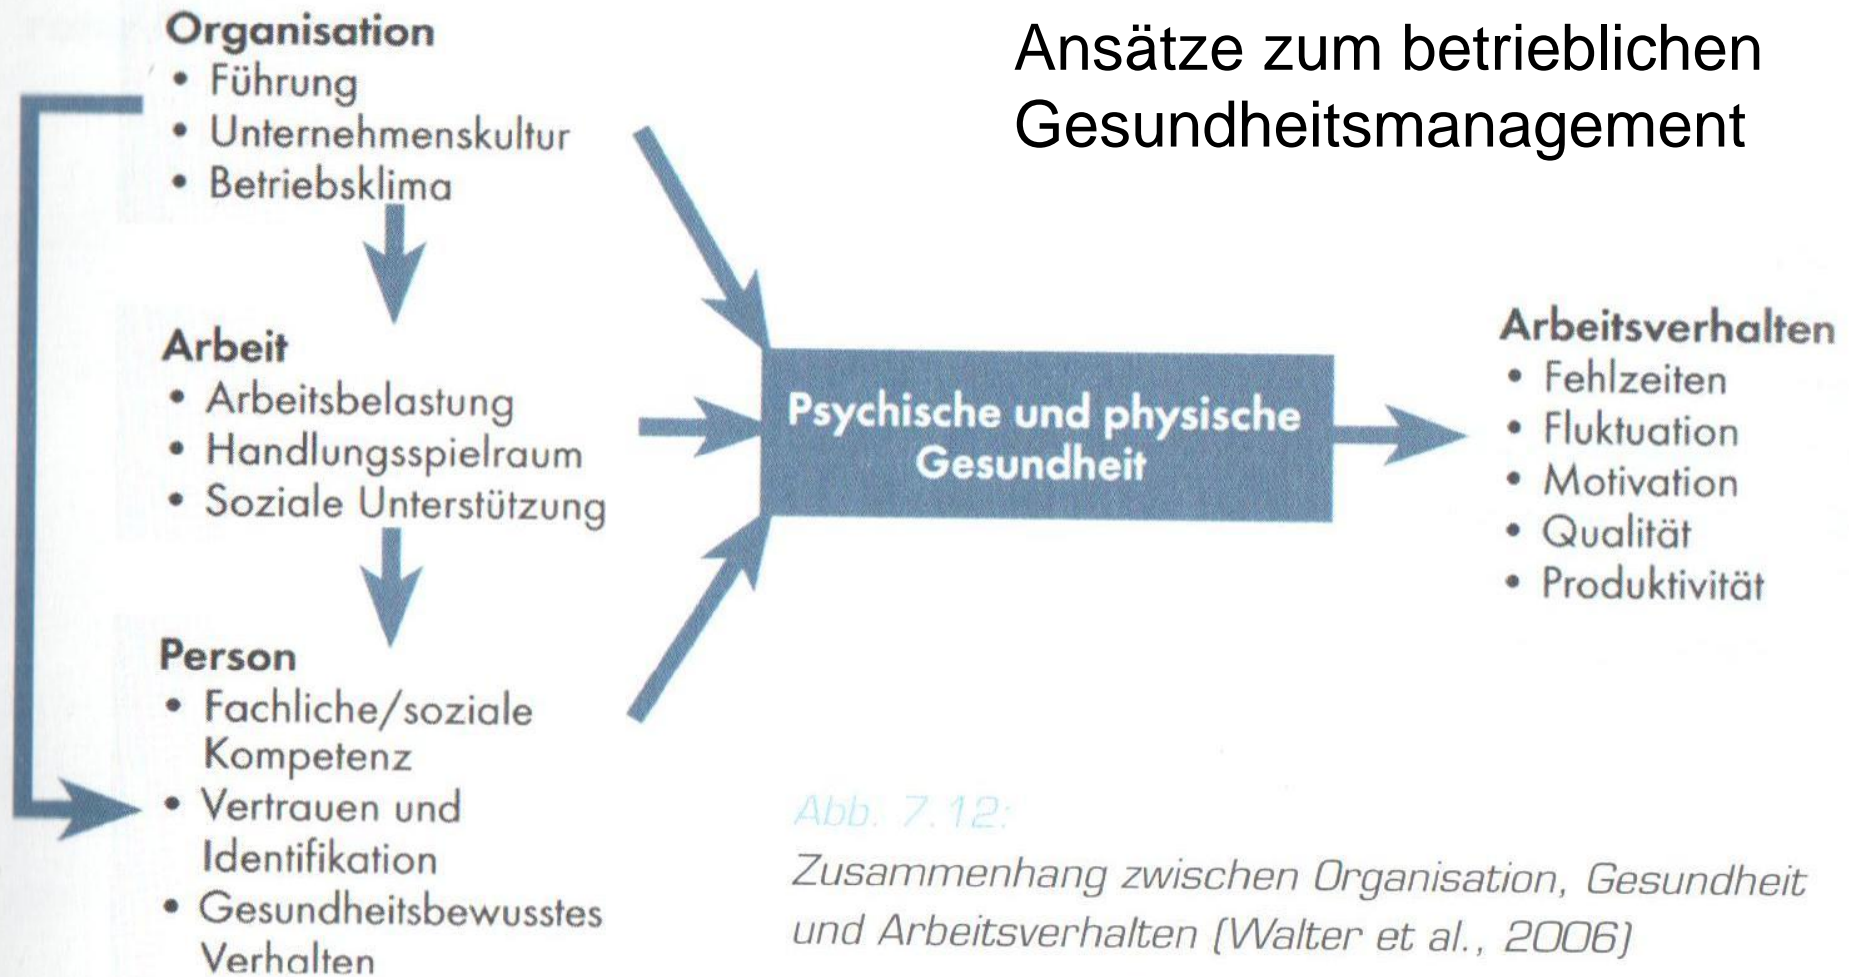 Ansätze zum betrieblichen
Gesundheitsmanagement
Organisation
• Führung
• Unternehmenskultur
• Betriebsklima
Arbeit
• Arbeitsbelastung
• Handlungsspielraum
• Soziale Unterstützung
Person
• Fachliche/soziale
Kompetenz
• Vertrauen und
Identifikation
• Gesundheitsbewusstes
Verhalten
Psychische und physische
Gesundheit
Arbeitsverhalten
• Fehlzeiten
• Fluktuation
• Motivation
• Qualität
• Produktivität
Abb. 7.12:
Zusammenhang zwischen Organisation, Gesundheit
und Arbeitsverhalten (Walter et al., 2006)